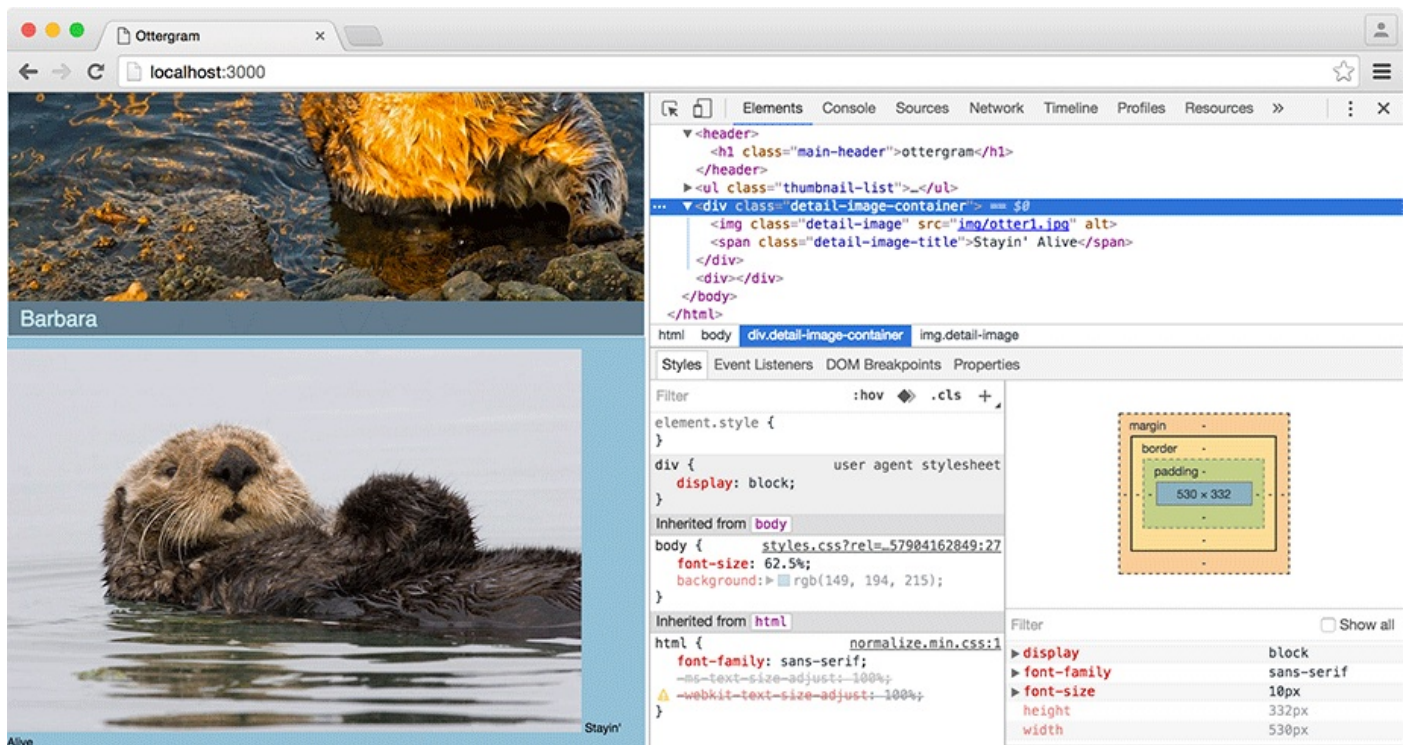 Ottergram ×
localhost:3000
Barbara
Stayin'
Alive
Elements Console Sources Network Timeline Profiles Resources »
▼<header>
<h1 class="main-header">ottergram</h1>
</header>
▶<ul class="thumbnail-list">…</ul>
… ▼<div class="detail-image-container"> == $0
<img class="detail-image" src="img/otter1.jpg" alt>
<span class="detail-image-title">Stayin' Alive</span>
</div>
<div></div>
</body>
</html>
html body div.detail-image-container img.detail-image
Styles Event Listeners DOM Breakpoints Properties
Filter :hov .cls +
element.style {
}
div { user agent stylesheet
display: block;
}
Inherited from body
body { styles.css?rel=…57904162849:27
font-size: 62.5%;
background:▶ rgb(149, 194, 215);
}
Inherited from html
html { normalize.min.css:1
font-family: sans-serif;
-ms-text-size-adjust: 100%;
-webkit-text-size-adjust: 100%;
}
margin -
border -
padding -
- - - 530 × 332 - - -
-
-
-
Filter Show all
▶ display block
▶ font-family sans-serif
▶ font-size 10px
height 332px
width 530px